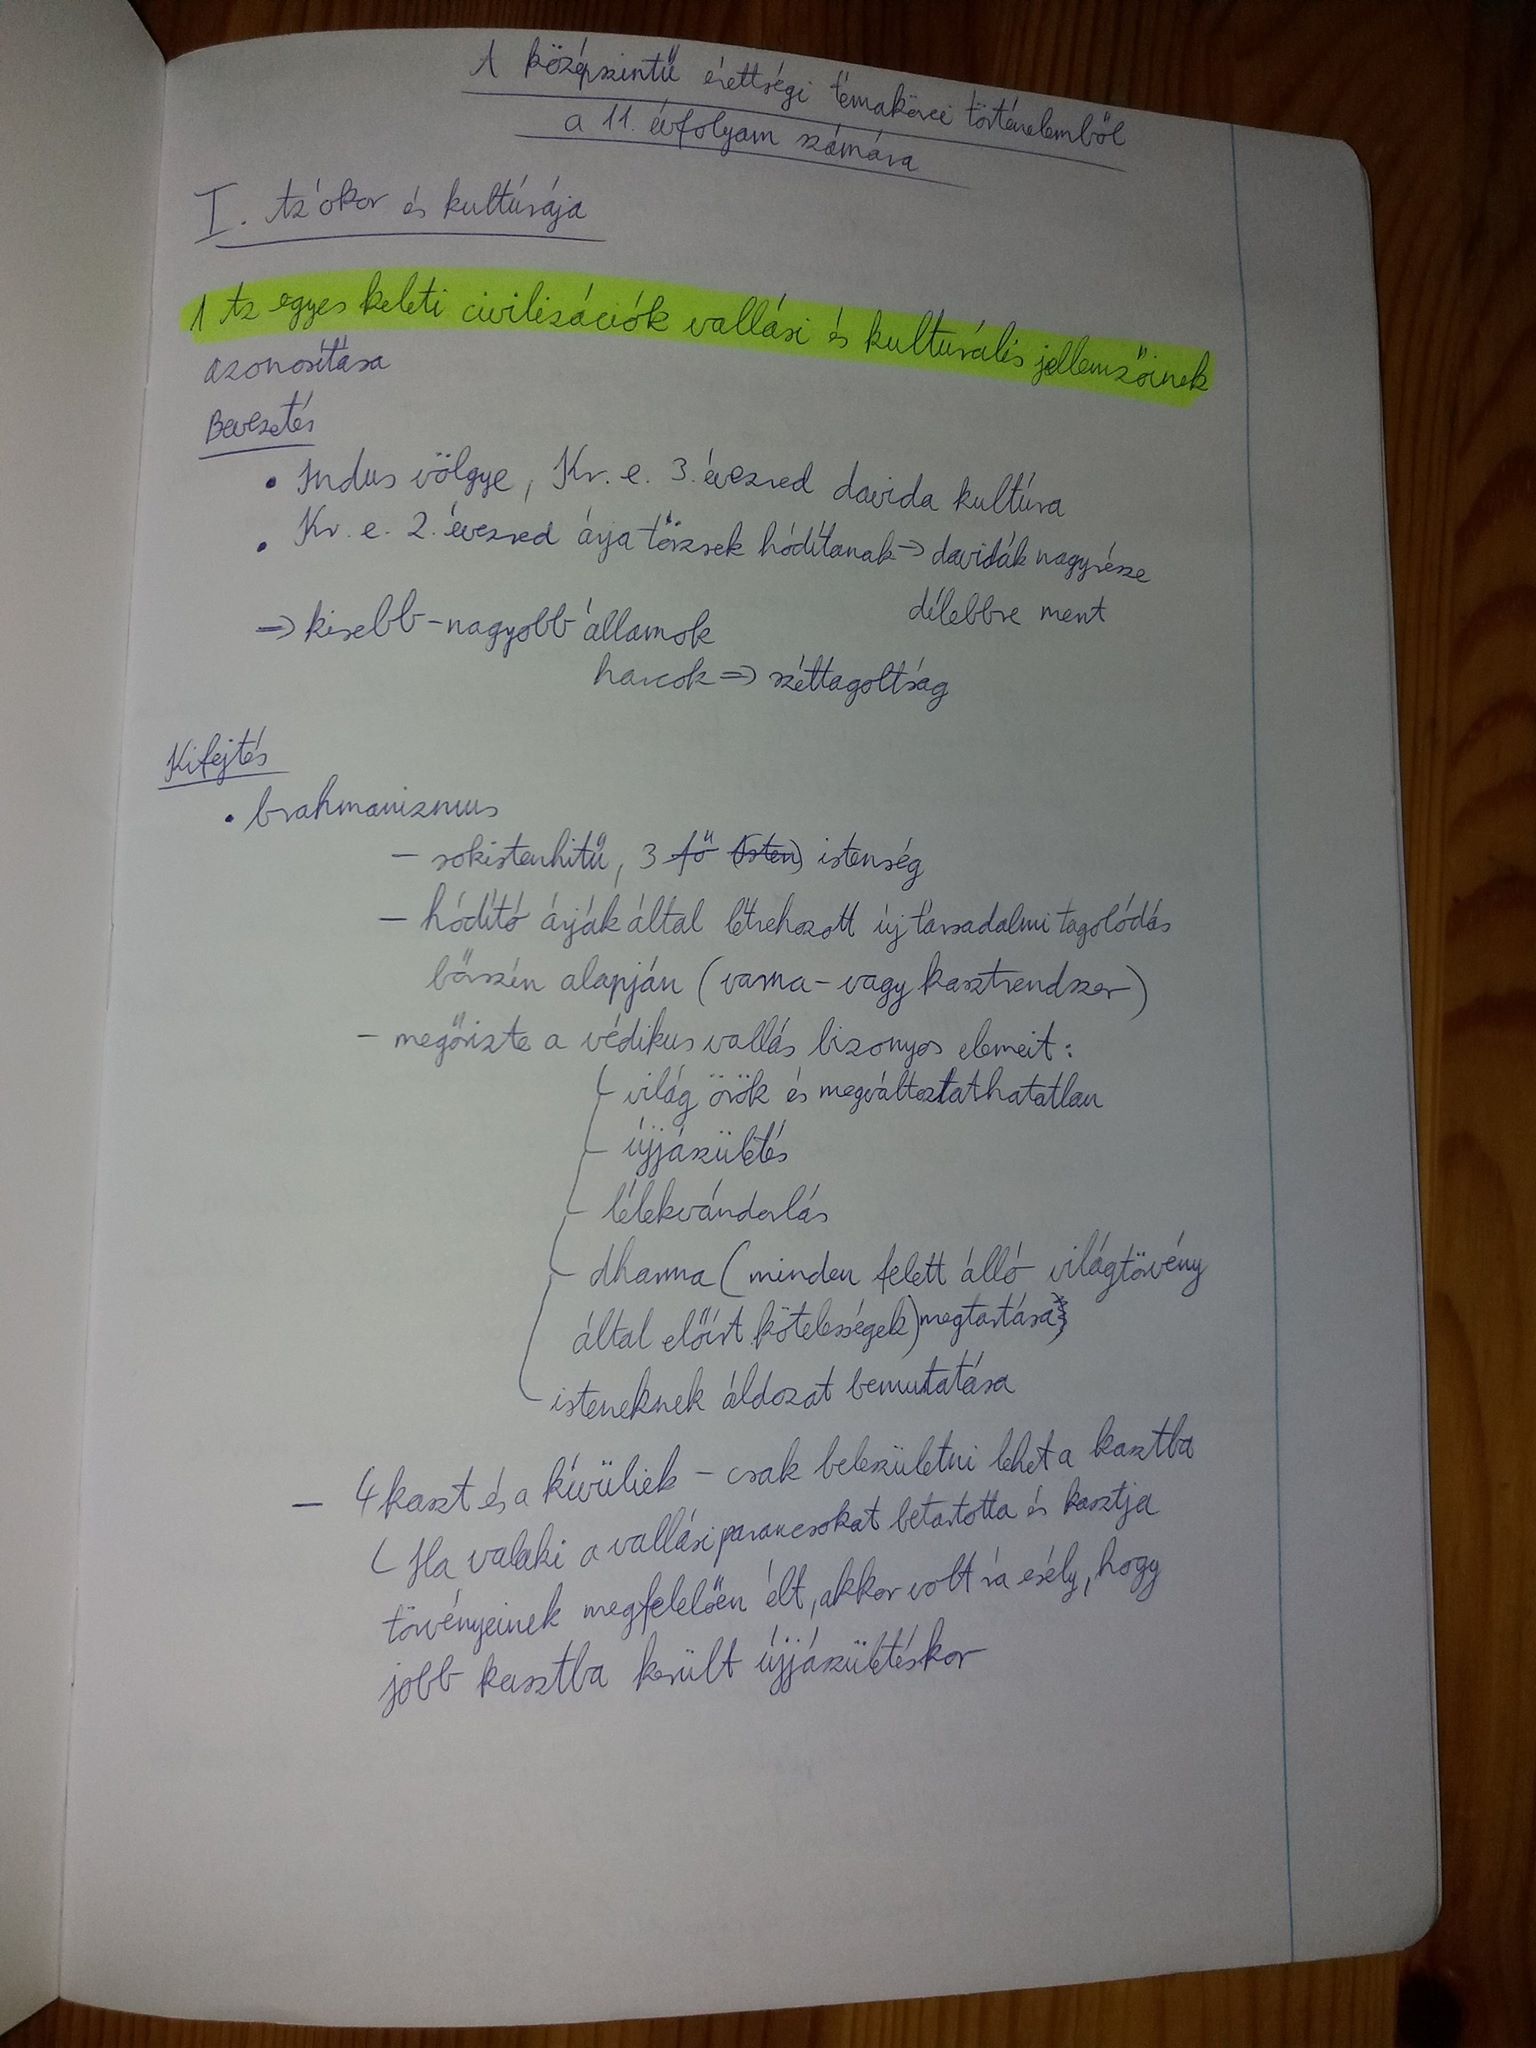 A középszintű érettségi témakörei történelemből
a 11. évfolyam számára
I. Az ókor és kultúrája
1 Az egyes keleti civilizációk vallási és kulturális jellemzőinek
azonosítása
Bevezetés
• Indus völgye, Kr. e. 3. évezred davida kultúra
• Kr. e. 2. évezred árja törzsek hódítanak → davidák nagyrésze
délebbre ment
⇒ kisebb-nagyobb államok
harcok ⇒ széttagoltság
Kifejtés
• brahmanizmus
- sokistenhitű, 3 fő (isten) istenség
- hódító árják által létrehozott új társadalmi tagolódás
bőrszín alapján (varna- vagy kasztrendszer)
- megőrizte a védikus vallás bizonyos elemeit:
- világ örök és megváltoztathatatlan
- újjászületés
- lélekvándorlás
- dharma (minden felett álló világtörvény
által előírt kötelességek) megtartása
- isteneknek áldozat bemutatása
- 4 kaszt és a kívüliek - csak beleszületni lehet a kasztba
Ha valaki a vallási parancsokat betartotta és kasztja
törvényeinek megfelelően élt, akkor volt rá esély, hogy
jobb kasztba került újjászületéskor